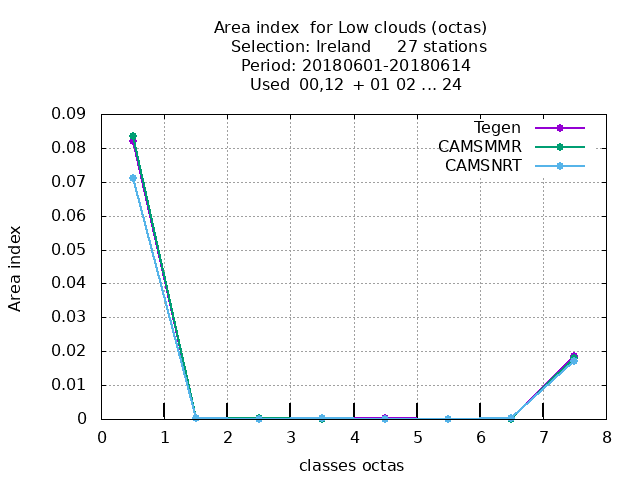 Area index  for Low clouds (octas)
Selection: Ireland     27 stations
Period: 20180601-20180614
Used  00,12  + 01 02 ... 24
Tegen
CAMSMMR
CAMSNRT
Area index
0.09
0.08
0.07
0.06
0.05
0.04
0.03
0.02
0.01
0
0 1 2 3 4 5 6 7 8
classes octas